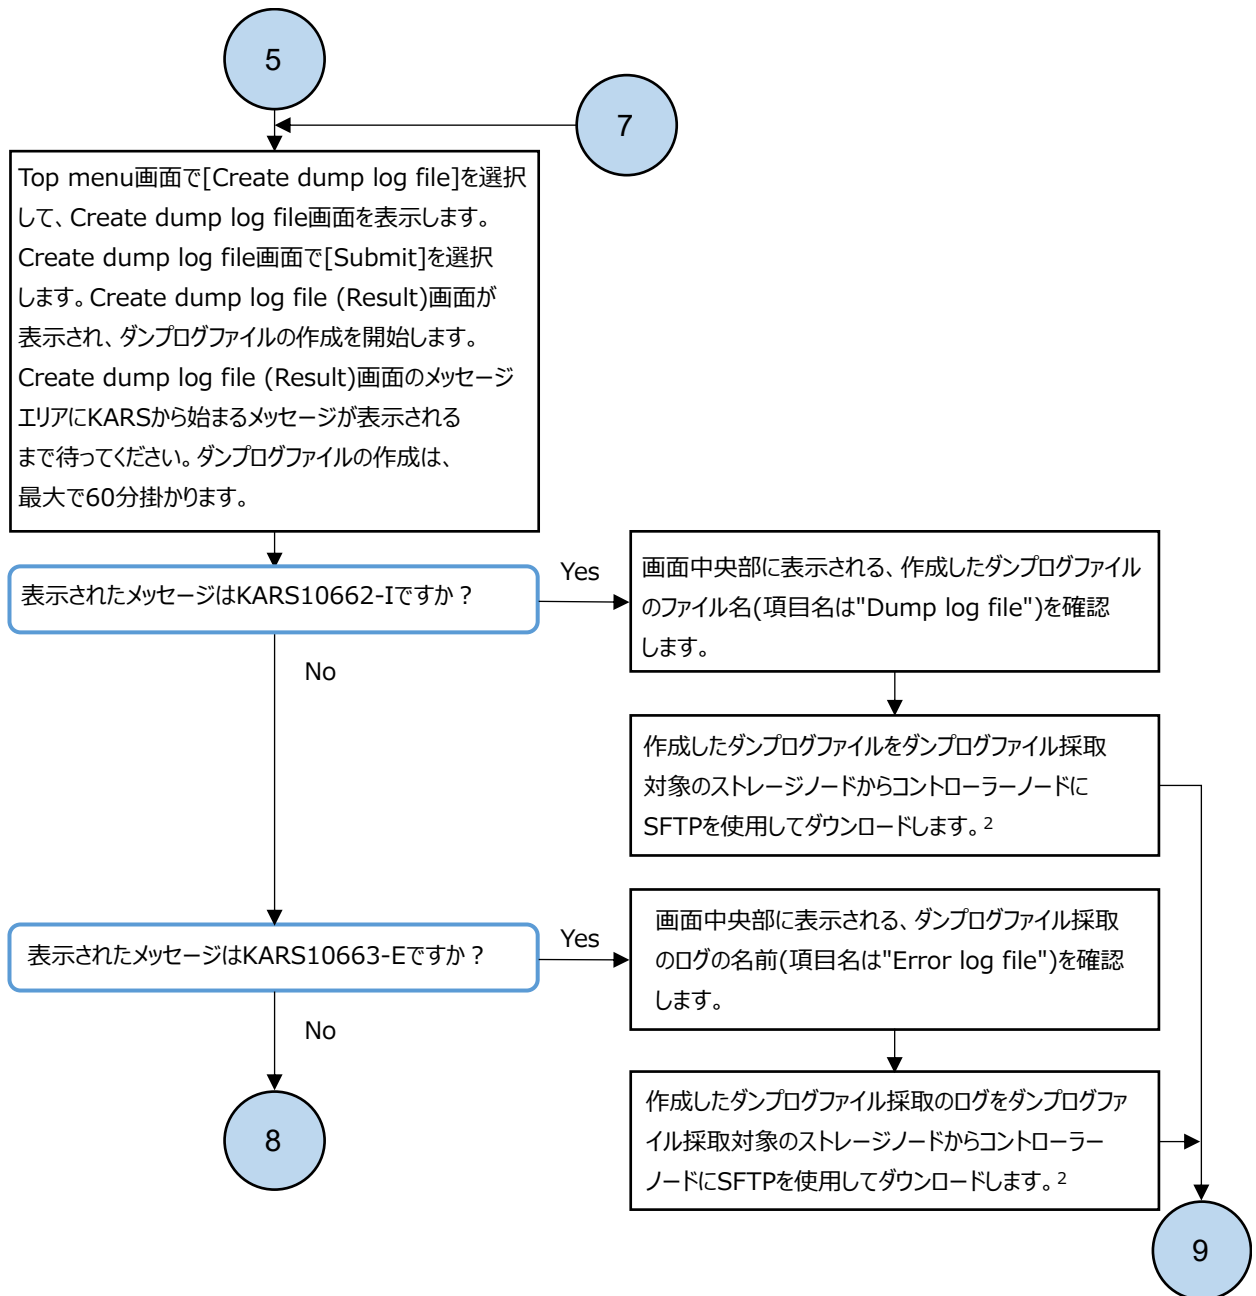 5
7
Top menu画面で[Create dump log file]を選択
して、Create dump log file画面を表示します。
Create dump log file画面で[Submit]を選択
します。Create dump log file (Result)画面が
表示され、ダンプログファイルの作成を開始します。
Create dump log file (Result)画面のメッセージ
エリアにKARSから始まるメッセージが表示される
まで待ってください。ダンプログファイルの作成は、
最大で60分掛かります。
表示されたメッセージはKARS10662-Iですか？
Yes
画面中央部に表示される、作成したダンプログファイル
のファイル名(項目名は"Dump log file")を確認
します。
No
作成したダンプログファイルをダンプログファイル採取
対象のストレージノードからコントローラーノードに
SFTPを使用してダウンロードします。2
表示されたメッセージはKARS10663-Eですか？
Yes
画面中央部に表示される、ダンプログファイル採取
のログの名前(項目名は"Error log file")を確認
します。
No
作成したダンプログファイル採取のログをダンプログファ
イル採取対象のストレージノードからコントローラー
ノードにSFTPを使用してダウンロードします。2
8
9